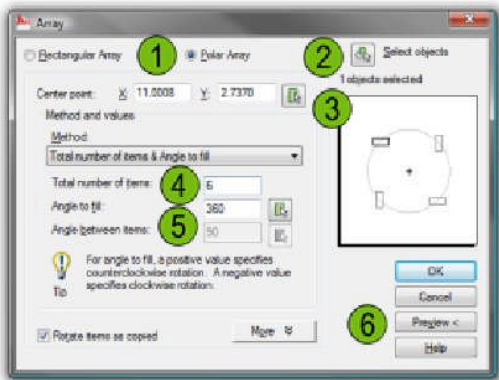 Array
Rectangular Array 1 Polar Array 2 Select objects
1 objects selected
Center point: X: 11.0008 Y: 2.7370 3
Method and values
Method:
Total number of items & Angle to fill
Total number of items: 4 6
Angle to fill: 360
Angle between items: 5 90
For angle to fill, a positive value specifies
counterclockwise rotation. A negative value
specifies clockwise rotation.
Tip
Rotate items as copied
More
OK
Cancel
6 Preview <
Help